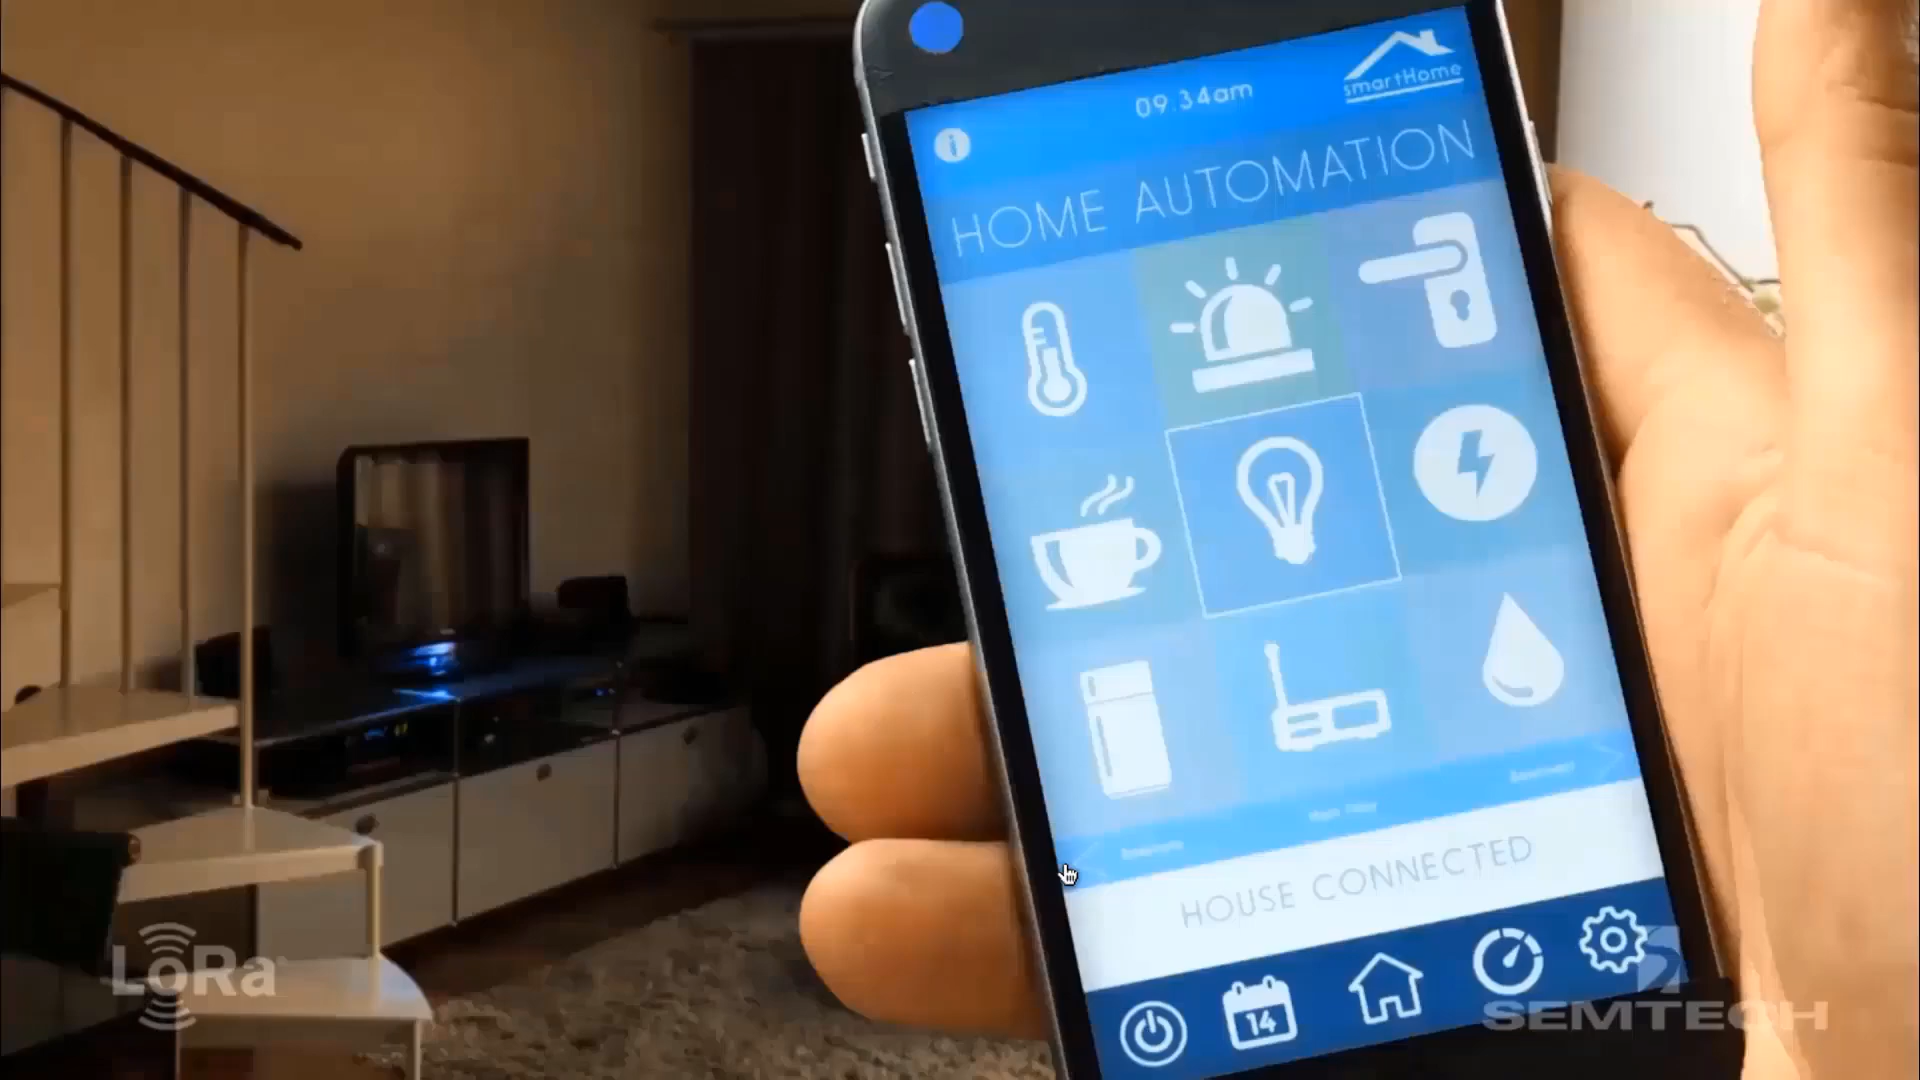 smartHome
09.34am
i
HOME AUTOMATION
HOUSE CONNECTED
14
LoRa
SEMTECH